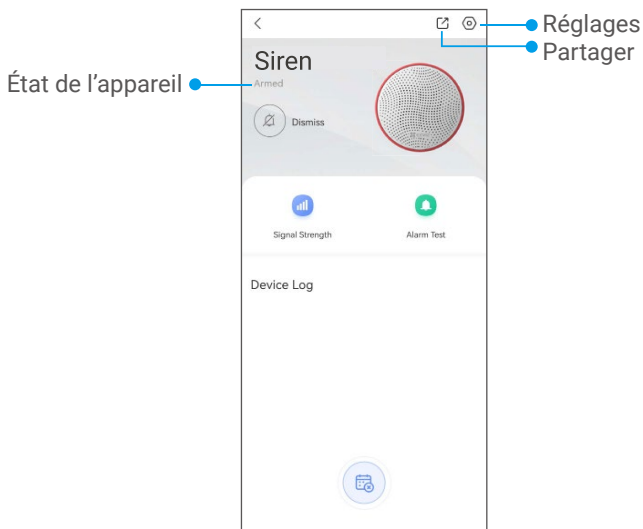 Réglages
Partager
Siren
État de l’appareil
Armed
Dismiss
Signal Strength
Alarm Test
Device Log